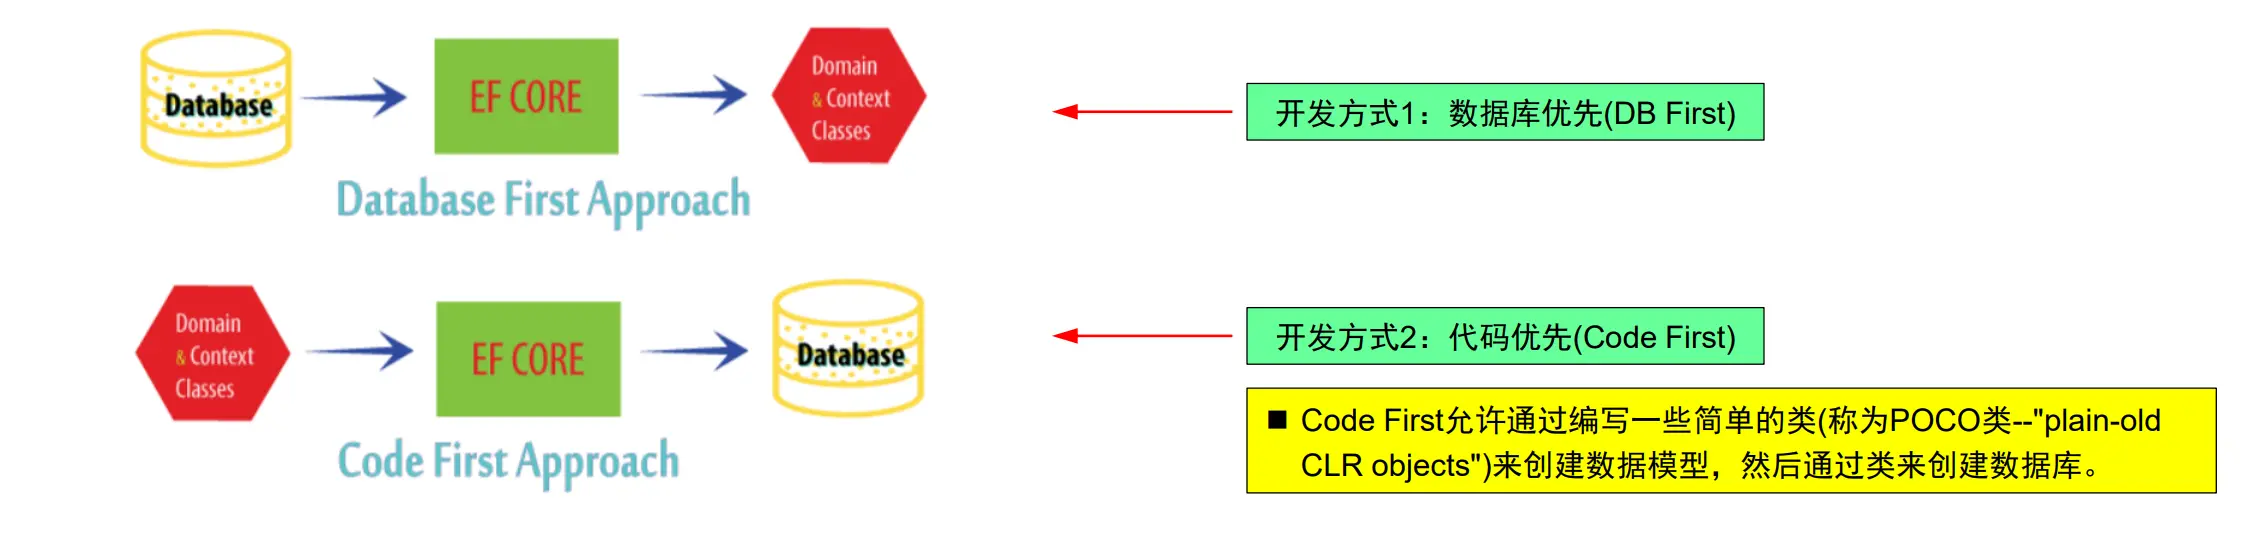 Database
EF CORE
Domain
& Context
Classes
开发方式1：数据库优先(DB First)
Database First Approach
Domain
& Context
Classes
EF CORE
Database
开发方式2：代码优先(Code First)
Code First Approach
■ Code First允许通过编写一些简单的类(称为POCO类--"plain-old
CLR objects")来创建数据模型，然后通过类来创建数据库。